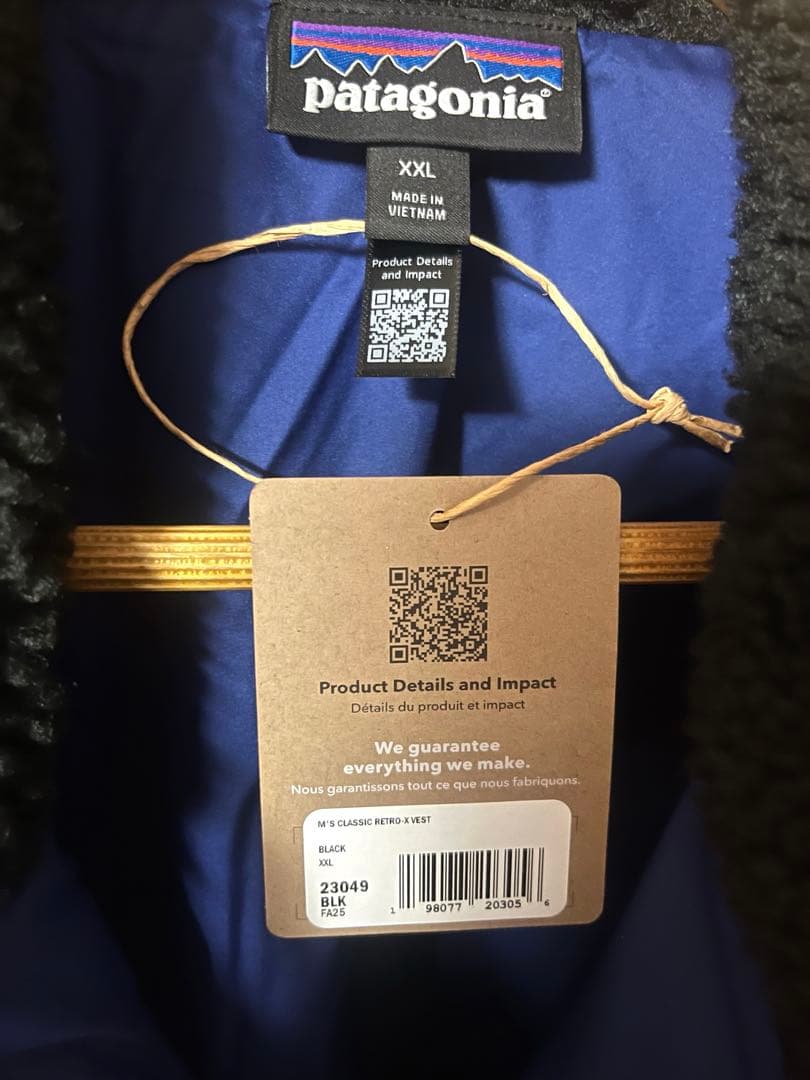 patagonia
XXL
MADE IN
VIETNAM
Product Details
and Impact
Product Details and Impact
Détails du produit et impact
We guarantee
everything we make.
Nous garantissons tout ce que nous fabriquons.
M'S CLASSIC RETRO-X VEST
BLACK
XXL
23049
BLK
FA25
1 98077 20305 6